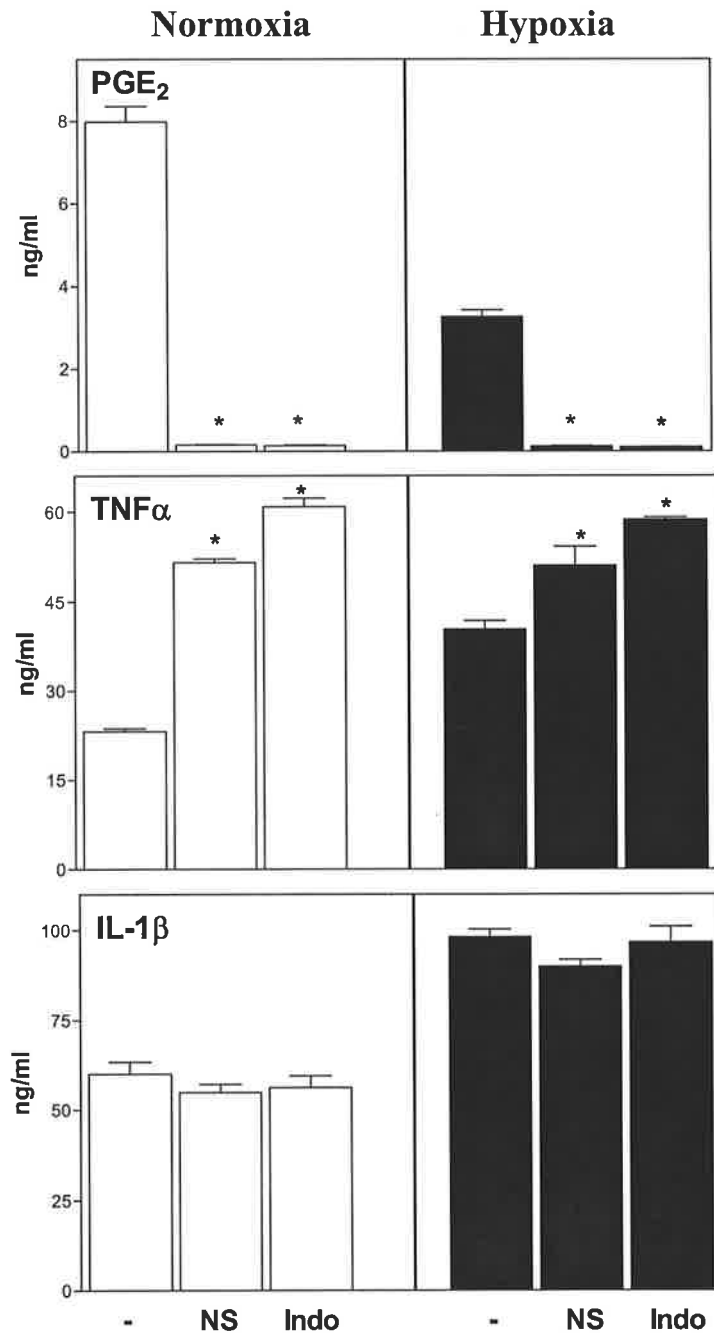 Normoxia Hypoxia
PGE₂
8
6
4
2
0
ng/ml
* * * *
TNFα
60
45
30
15
0
ng/ml
* * * *
IL-1β
100
75
50
25
0
ng/ml
- NS Indo - NS Indo